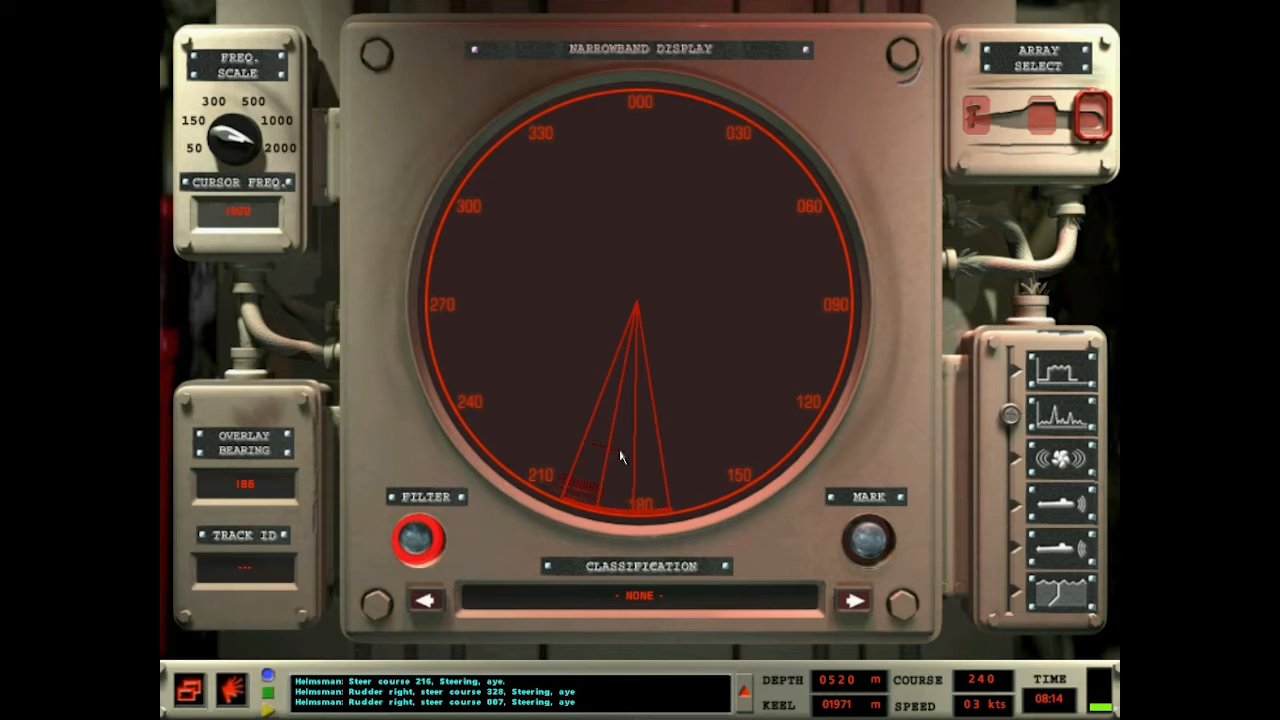 FREQ.
SCALE
300 500
150 1000
50 2000
CURSOR FREQ.
NARROWBAND DISPLAY
ARRAY
SELECT
000
330 030
300 060
270 090
240 120
210 150
180
OVERLAY
BEARING
186
TRACK ID
---
FILTER
MARK
CLASSIFICATION
- NONE -
Helmsman: Steer course 216, Steering, aye.
Helmsman: Rudder right, steer course 328, Steering, aye
Helmsman: Rudder right, steer course 007, Steering, aye
DEPTH 0520 m COURSE 240
KEEL 01971 m SPEED 03 kts
TIME
08:14